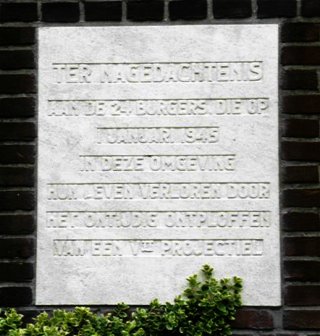 TER NAGEDACHTENIS
AAN DE 24 BURGERS DIE OP
1 JANUARI 1945
IN DEZE OMGEVING
HUN LEVEN VERLOREN DOOR
HET ONTIJDIG ONTPLOFFEN
VAN EEN V PROJECTIEL